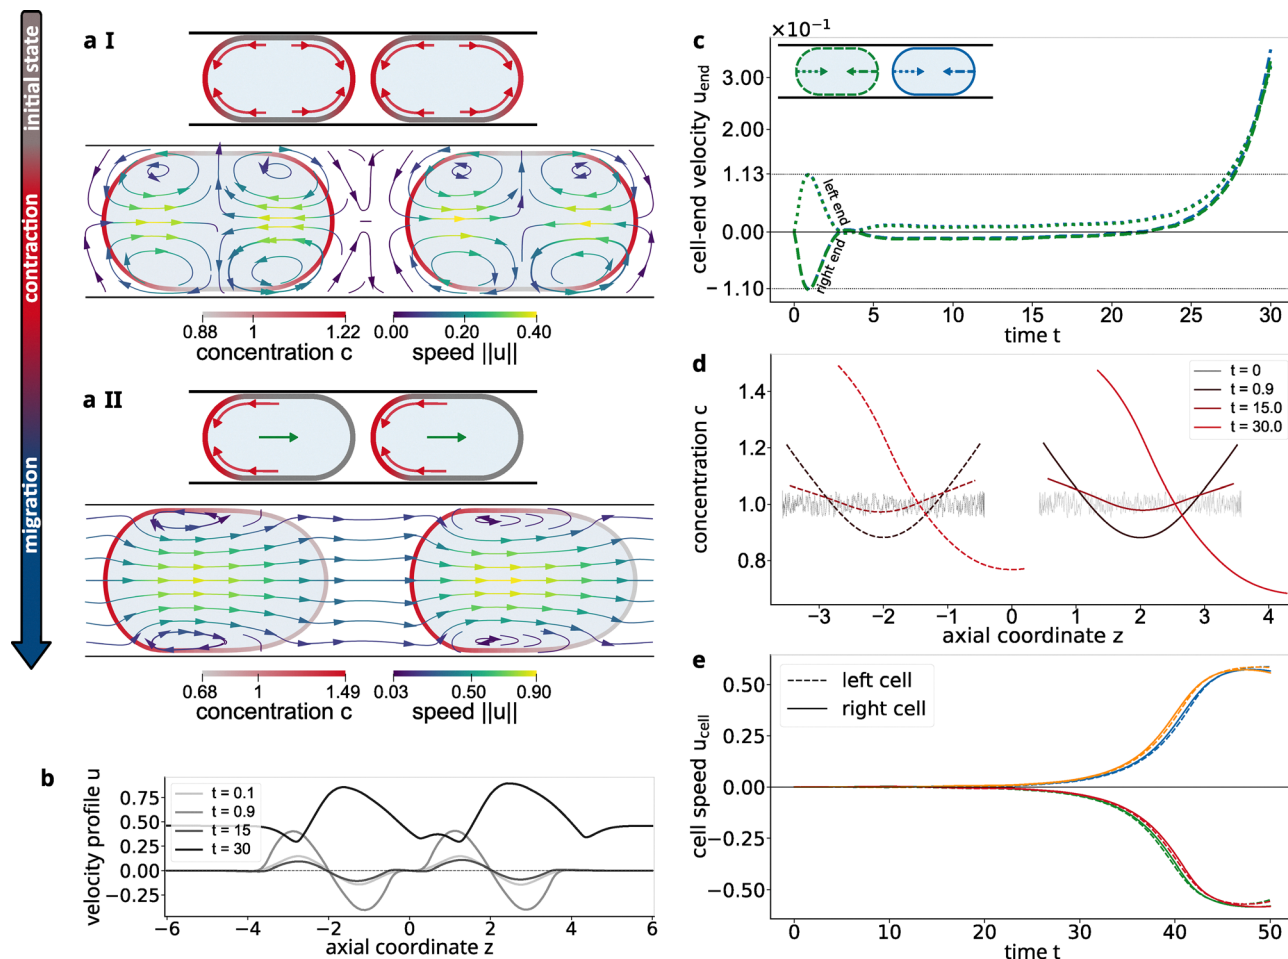 initial state
contraction
migration
a I
0.88 1 1.22
concentration c
0.00 0.20 0.40
speed ||u||
a II
0.68 1 1.49
concentration c
0.03 0.50 0.90
speed ||u||
b
velocity profile u
0.75
0.50
0.25
0.00
−0.25
t = 0.1
t = 0.9
t = 15
t = 30
−6 −4 −2 0 2 4 6
axial coordinate z
c
×10⁻¹
cell-end velocity u_end
3.00
2.00
1.13
0.00
−1.10
left end
right end
0 5 10 15 20 25 30
time t
d
concentration c
1.4
1.2
1.0
0.8
t = 0
t = 0.9
t = 15.0
t = 30.0
−3 −2 −1 0 1 2 3 4
axial coordinate z
e
cell speed u_cell
0.50
0.25
0.00
−0.25
−0.50
left cell
right cell
0 10 20 30 40 50
time t